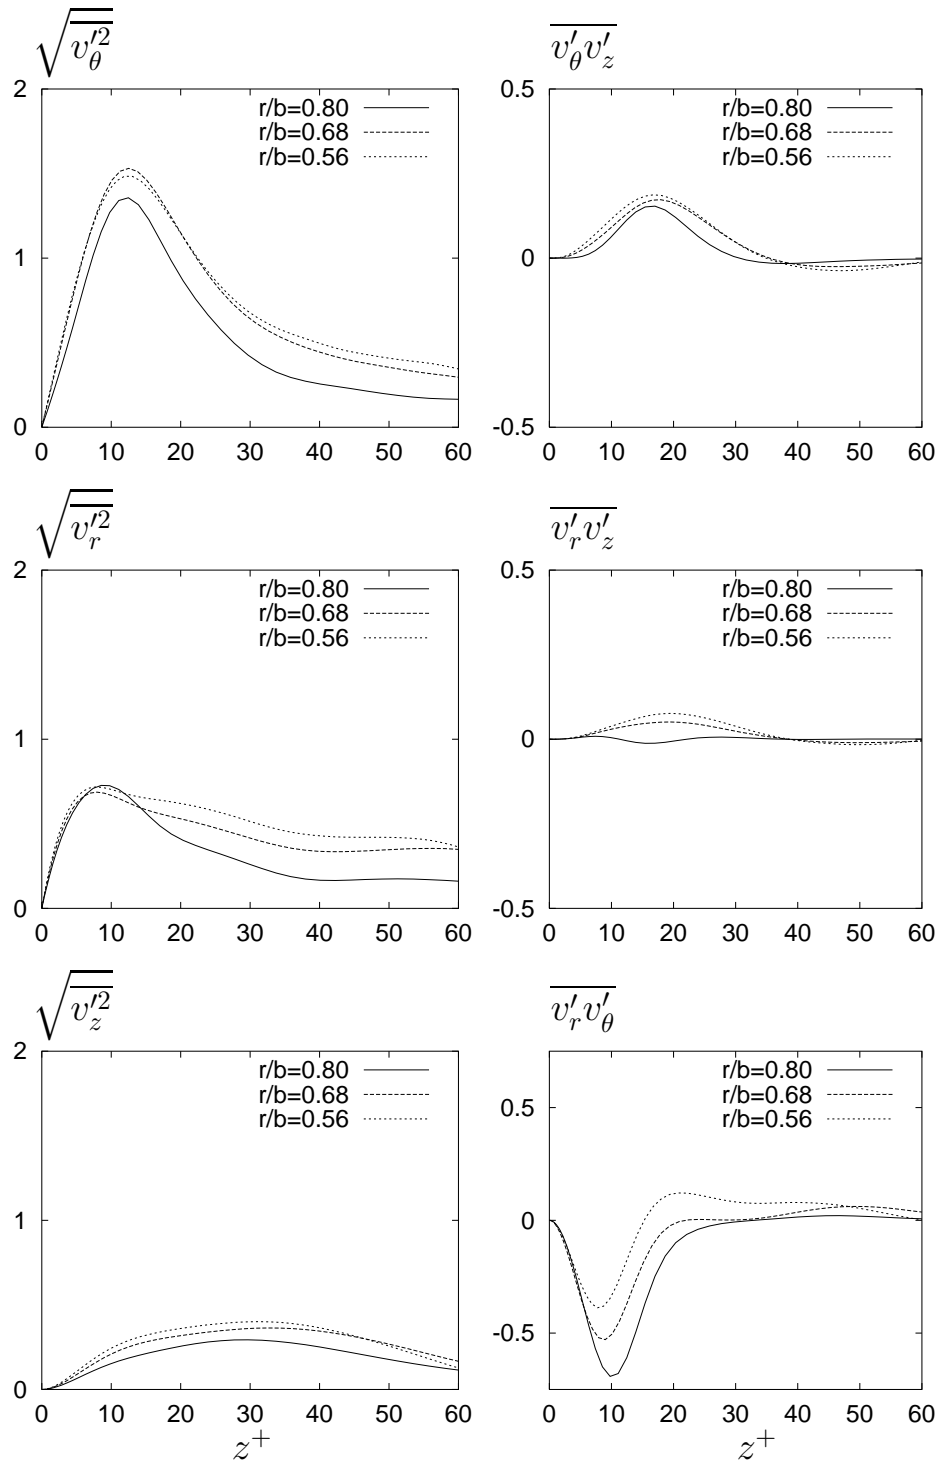 √v′θ² v′θv′z
2 0.5
r/b=0.80 r/b=0.80
r/b=0.68 r/b=0.68
r/b=0.56 r/b=0.56
1 0
0 -0.5
0 10 20 30 40 50 60 0 10 20 30 40 50 60
√v′r² v′rv′z
2 0.5
r/b=0.80 r/b=0.80
r/b=0.68 r/b=0.68
r/b=0.56 r/b=0.56
1 0
0 -0.5
0 10 20 30 40 50 60 0 10 20 30 40 50 60
√v′z² v′rv′θ
2
r/b=0.80 r/b=0.80
r/b=0.68 0.5 r/b=0.68
r/b=0.56 r/b=0.56
1 0
-0.5
0
0 10 20 30 40 50 60 0 10 20 30 40 50 60
z⁺ z⁺